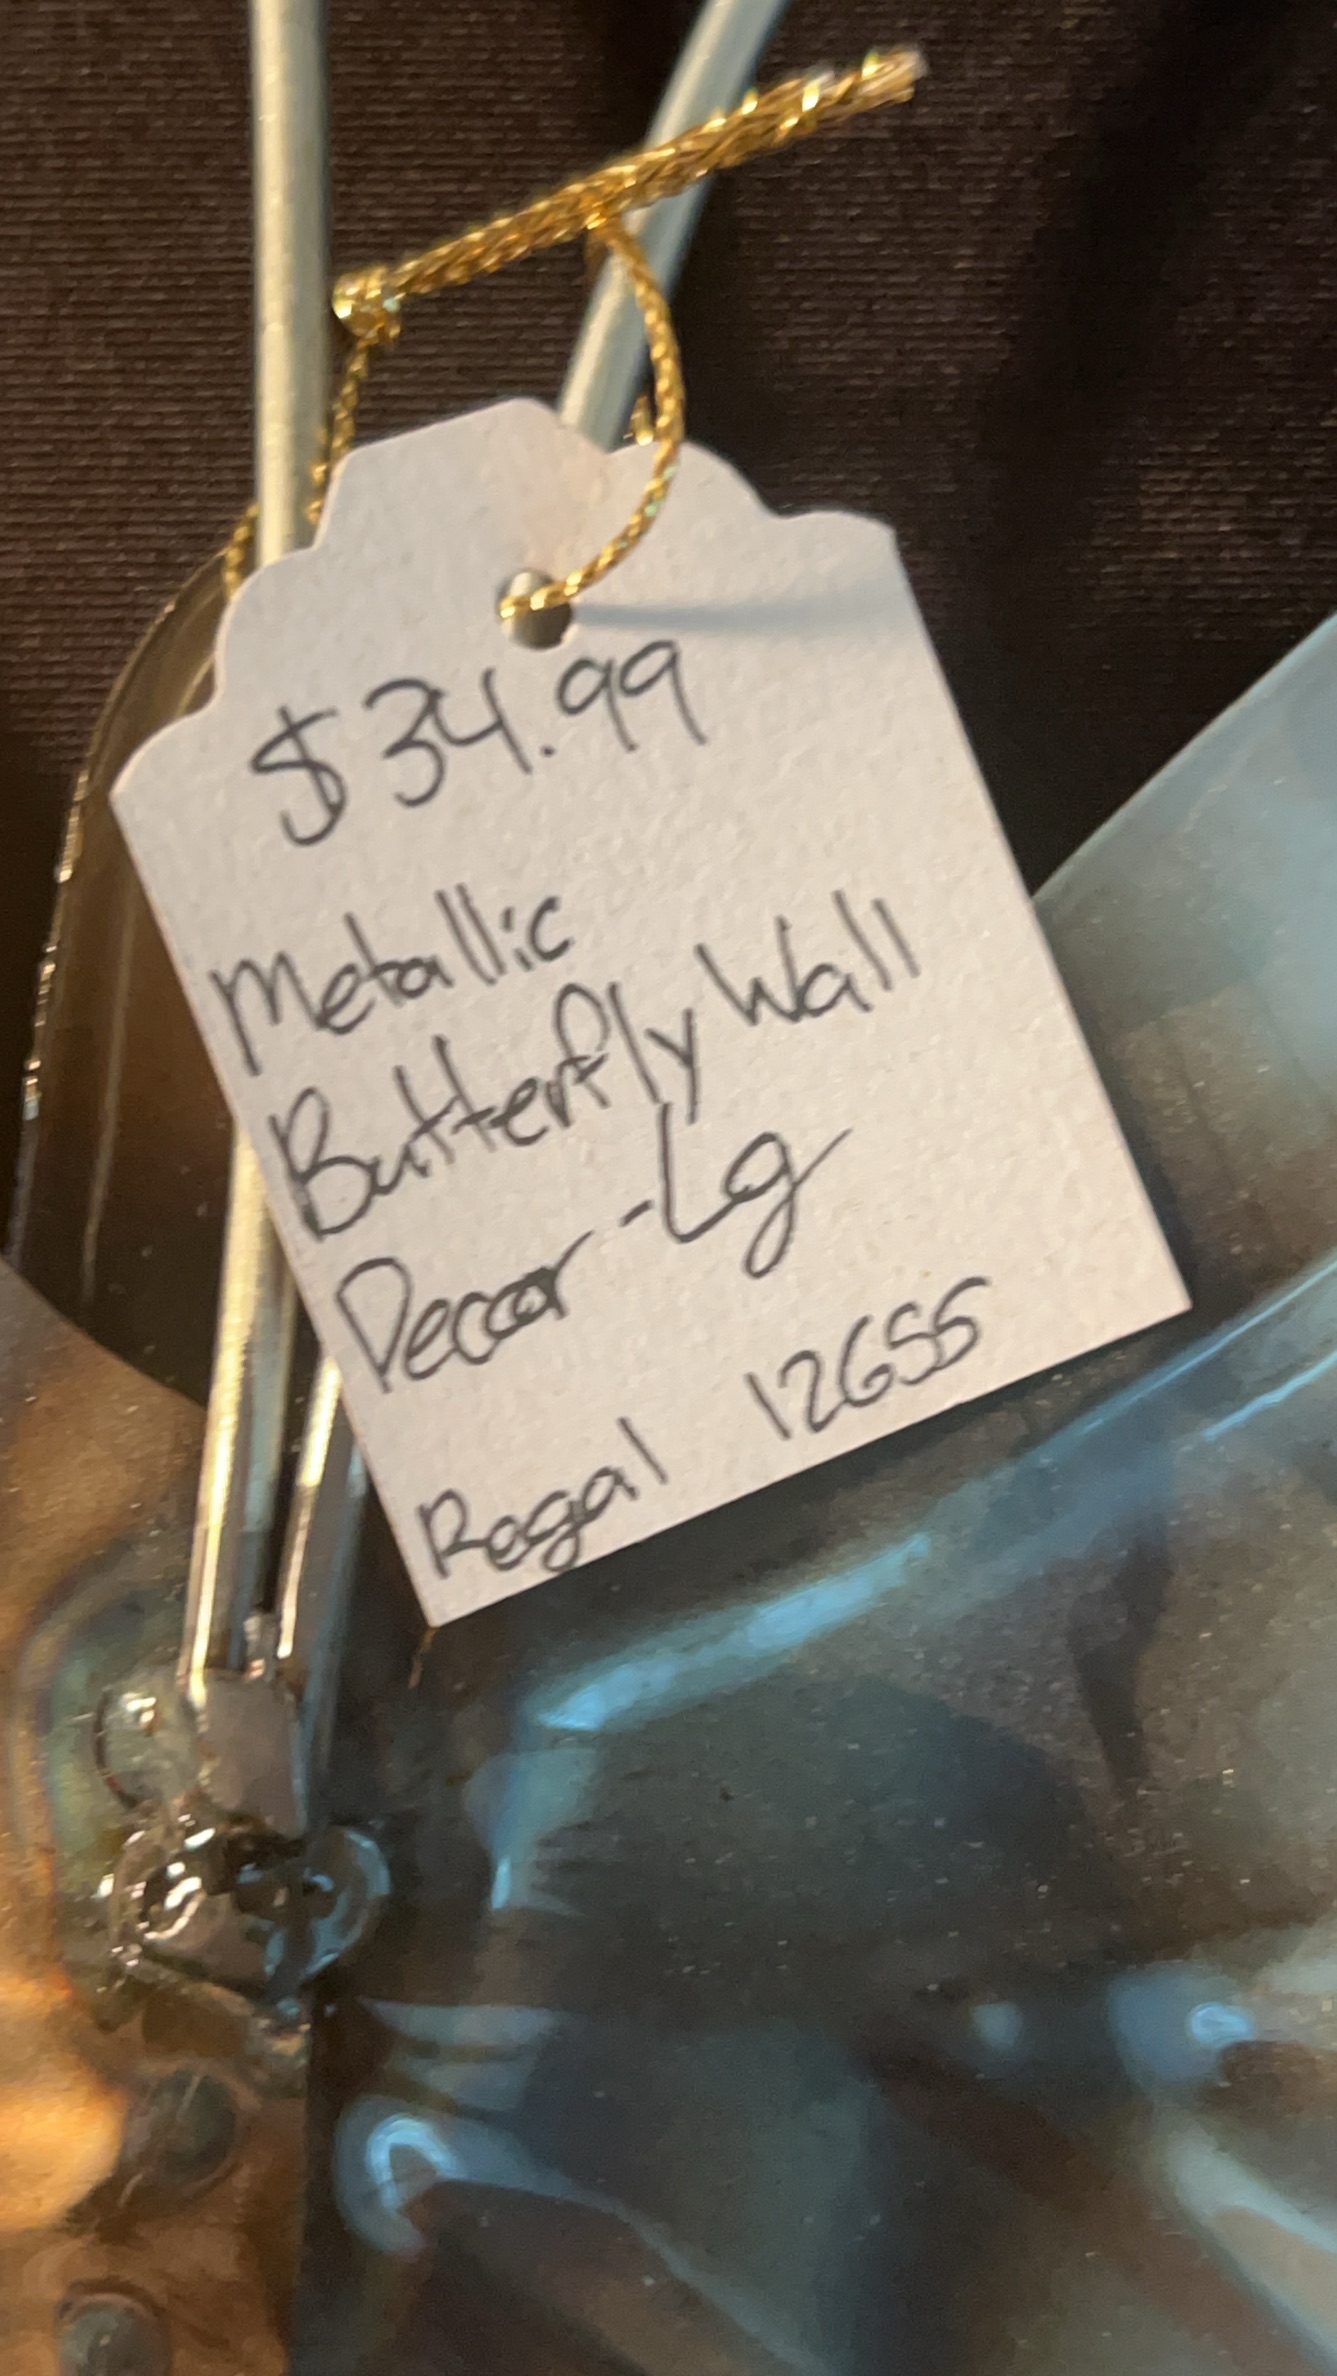 $34.99
Metallic
Butterfly Wall
Decor-Lg
Regal 12655